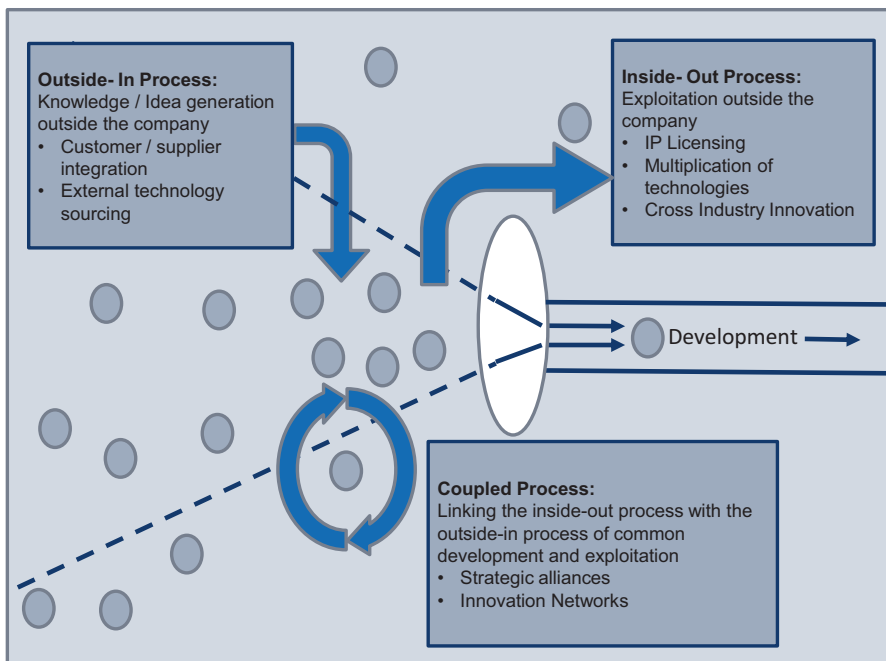 Outside- In Process:
Knowledge / Idea generation
outside the company
• Customer / supplier
integration
• External technology
sourcing
Inside- Out Process:
Exploitation outside the
company
• IP Licensing
• Multiplication of
technologies
• Cross Industry Innovation
Development
Coupled Process:
Linking the inside-out process with the
outside-in process of common
development and exploitation
• Strategic alliances
• Innovation Networks